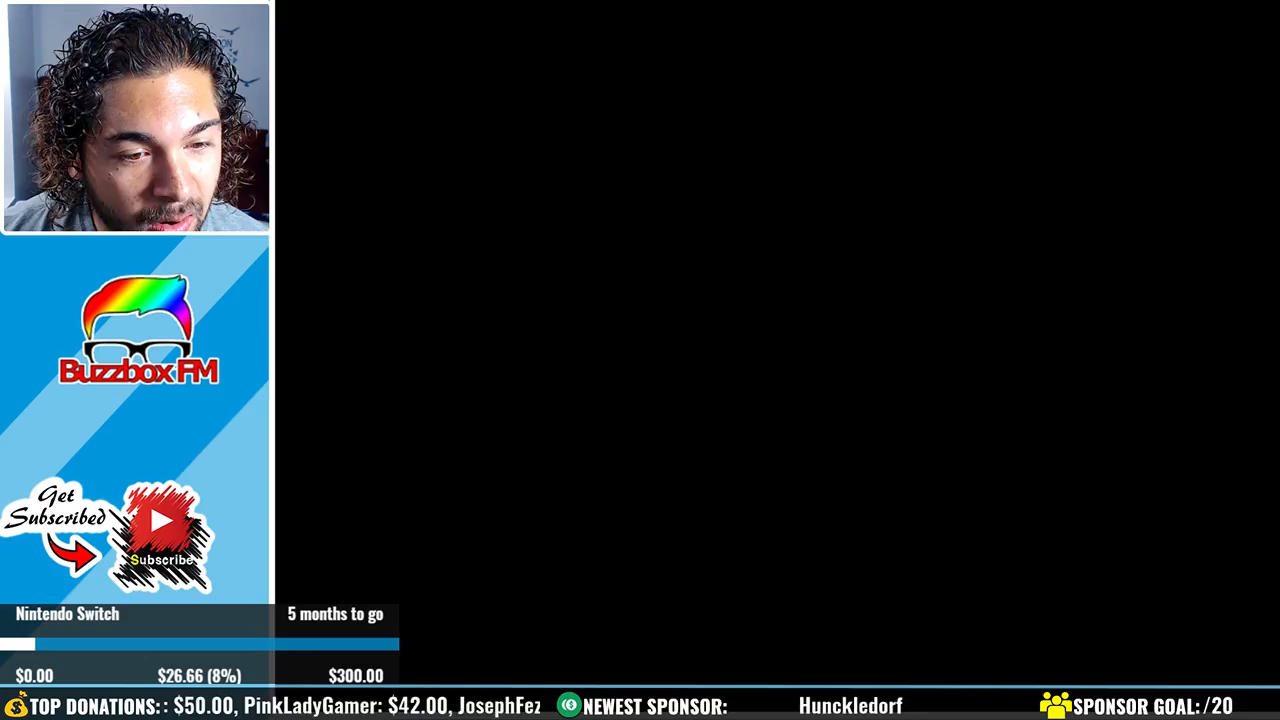 ON
Buzzbox FM
Get
Subscribed
Subscribe
Nintendo Switch 5 months to go
$0.00 $26.66 (8%) $300.00
TOP DONATIONS: : $50.00, PinkLadyGamer: $42.00, JosephFez
NEWEST SPONSOR: Hunckledorf
SPONSOR GOAL: /20